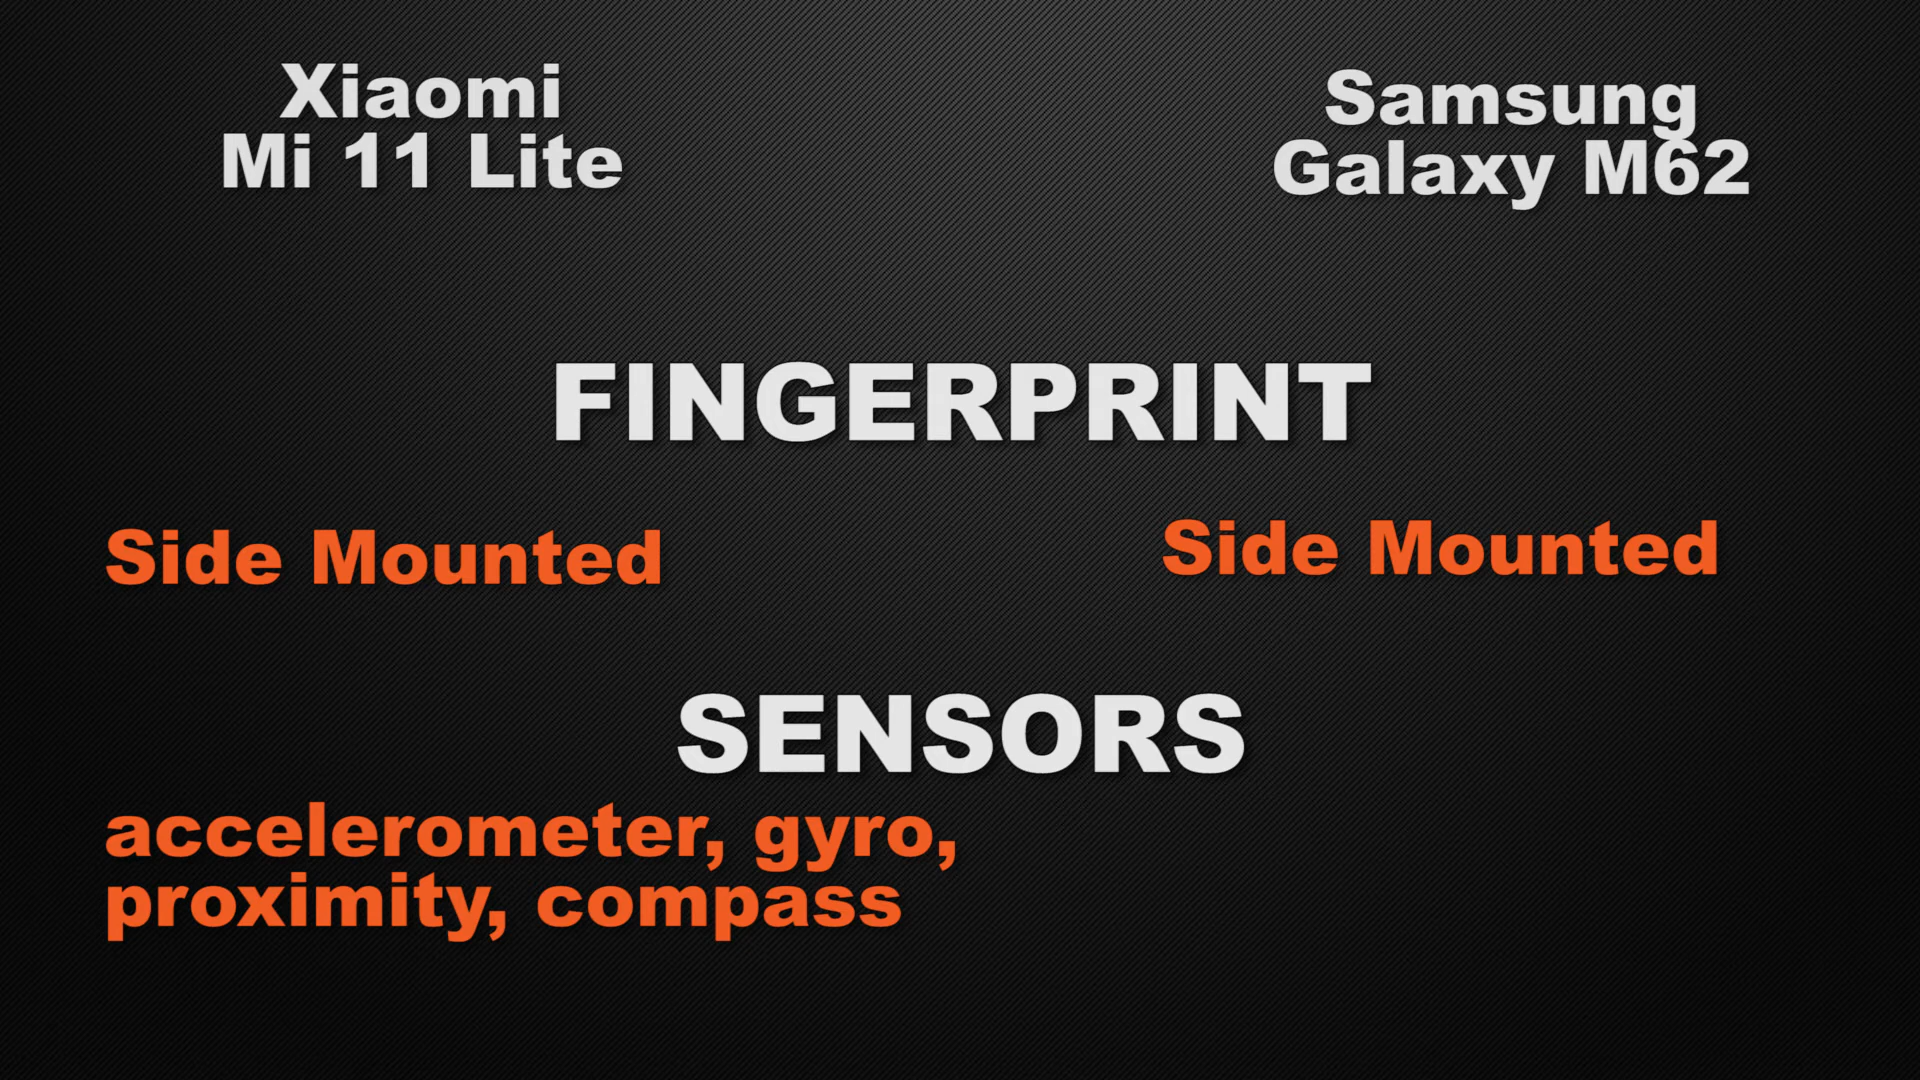 Xiaomi
Mi 11 Lite
Samsung
Galaxy M62
FINGERPRINT
Side Mounted
Side Mounted
SENSORS
accelerometer, gyro,
proximity, compass